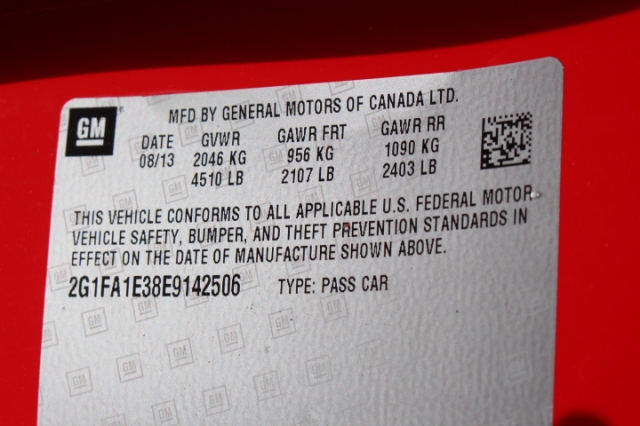 GM
MFD BY GENERAL MOTORS OF CANADA LTD.
DATE GVWR GAWR FRT GAWR RR
08/13 2046 KG 956 KG 1090 KG
4510 LB 2107 LB 2403 LB
THIS VEHICLE CONFORMS TO ALL APPLICABLE U.S. FEDERAL MOTOR
VEHICLE SAFETY, BUMPER, AND THEFT PREVENTION STANDARDS IN
EFFECT ON THE DATE OF MANUFACTURE SHOWN ABOVE.
2G1FA1E38E9142506 TYPE: PASS CAR